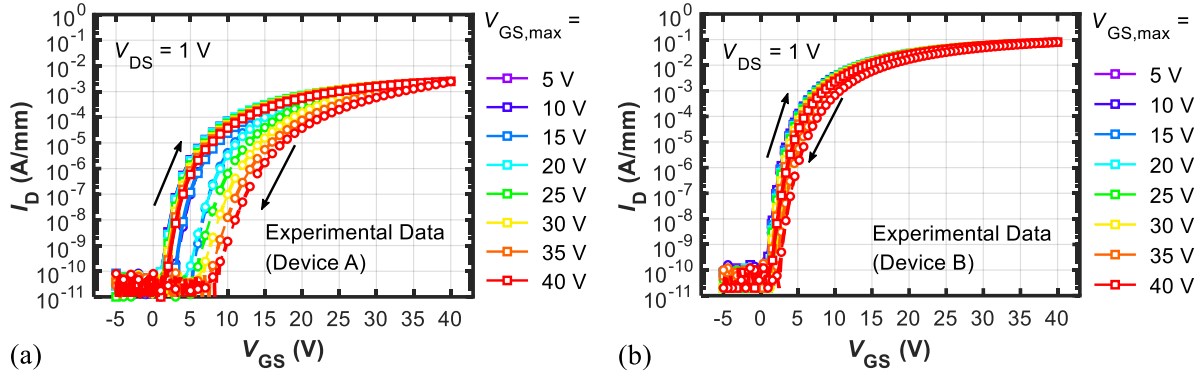 V_GS,max =
10^0
10^-1
10^-2
10^-3
10^-4
10^-5
10^-6
10^-7
10^-8
10^-9
10^-10
10^-11
I_D (A/mm)
V_DS = 1 V
Experimental Data
(Device A)
-5 0 5 10 15 20 25 30 35 40
V_GS (V)
5 V
10 V
15 V
20 V
25 V
30 V
35 V
40 V
(a)
V_GS,max =
10^0
10^-1
10^-2
10^-3
10^-4
10^-5
10^-6
10^-7
10^-8
10^-9
10^-10
10^-11
I_D (A/mm)
V_DS = 1 V
Experimental Data
(Device B)
-5 0 5 10 15 20 25 30 35 40
V_GS (V)
5 V
10 V
15 V
20 V
25 V
30 V
35 V
40 V
(b)